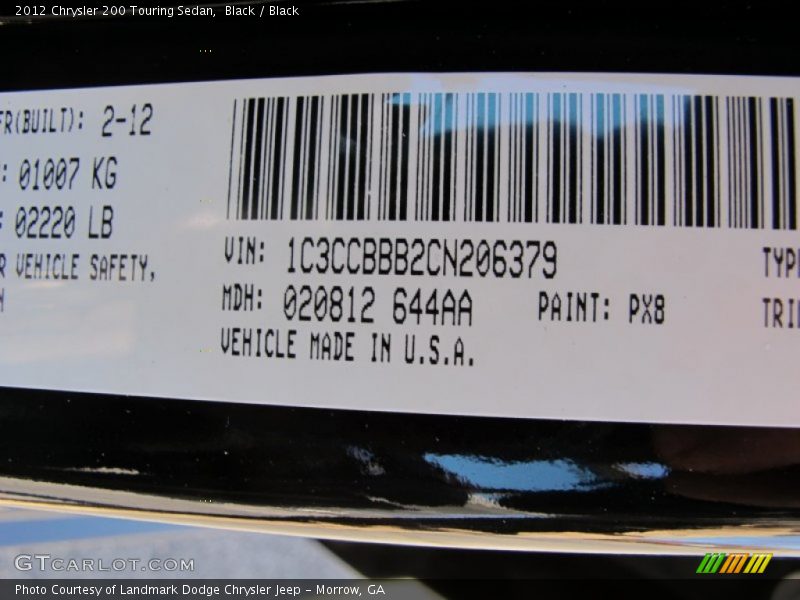 2012 Chrysler 200 Touring Sedan, Black / Black
FR(BUILT): 2-12
: 01007 KG
: 02220 LB
R VEHICLE SAFETY,
VIN: 1C3CCBBB2CN206379
MDH: 020812 644AA PAINT: PX8
VEHICLE MADE IN U.S.A.
TYPE
TRIM
GTCARLOT.COM
Photo Courtesy of Landmark Dodge Chrysler Jeep - Morrow, GA